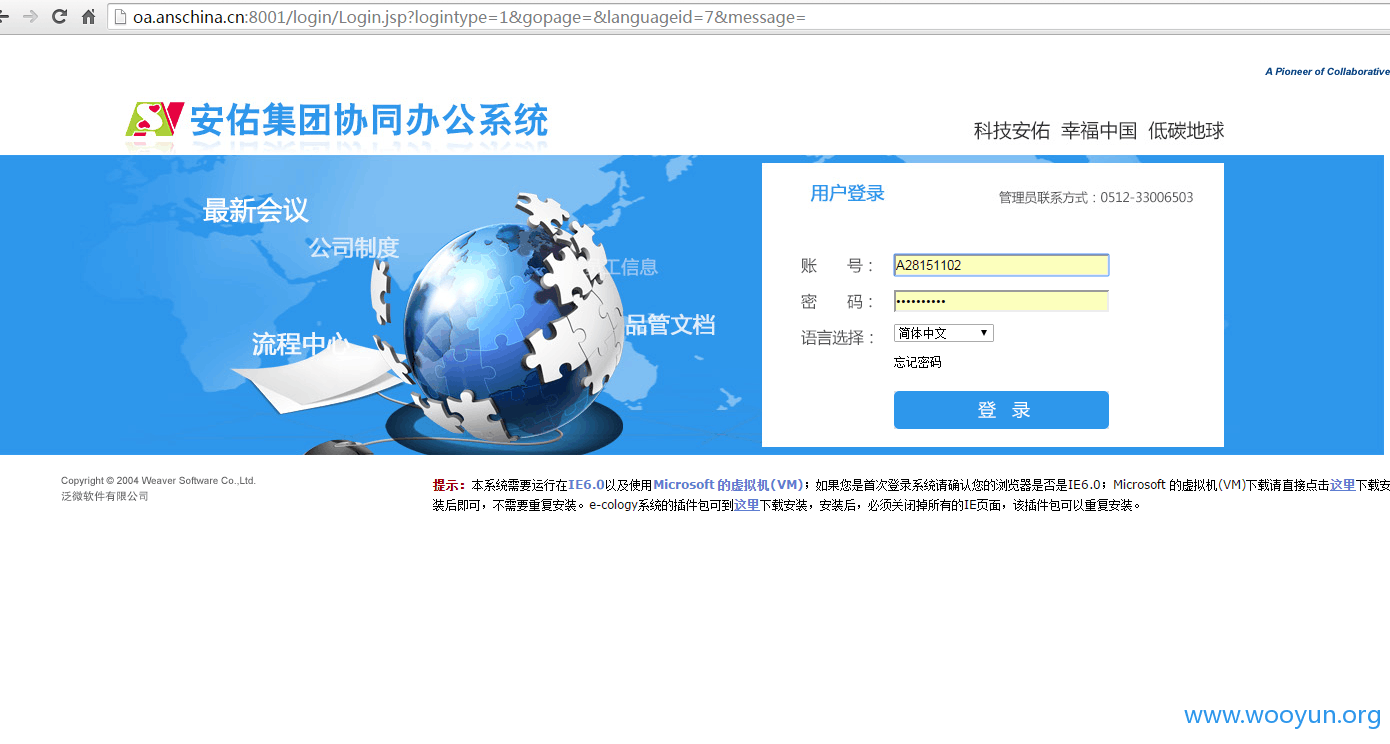 oa.anschina.cn:8001/login/Login.jsp?logintype=1&gopage=&languageid=7&message=
A Pioneer of Collaborative
安佑集团协同办公系统
科技安佑 幸福中国 低碳地球
最新会议
公司制度
工信息
品管文档
流程中心
用户登录
管理员联系方式：0512-33006503
账 号： A28151102
密 码： ••••••••••
语言选择： 简体中文
忘记密码
登 录
Copyright © 2004 Weaver Software Co.,Ltd.
泛微软件有限公司
提示：本系统需要运行在IE6.0以及使用Microsoft 的虚拟机(VM)；如果您是首次登录系统请确认您的浏览器是否是IE6.0；Microsoft 的虚拟机(VM)下载请直接点击这里下载安
装后即可，不需要重复安装。e-cology系统的插件包可到这里下载安装，安装后，必须关闭掉所有的IE页面，该插件包可以重复安装。
www.wooyun.org